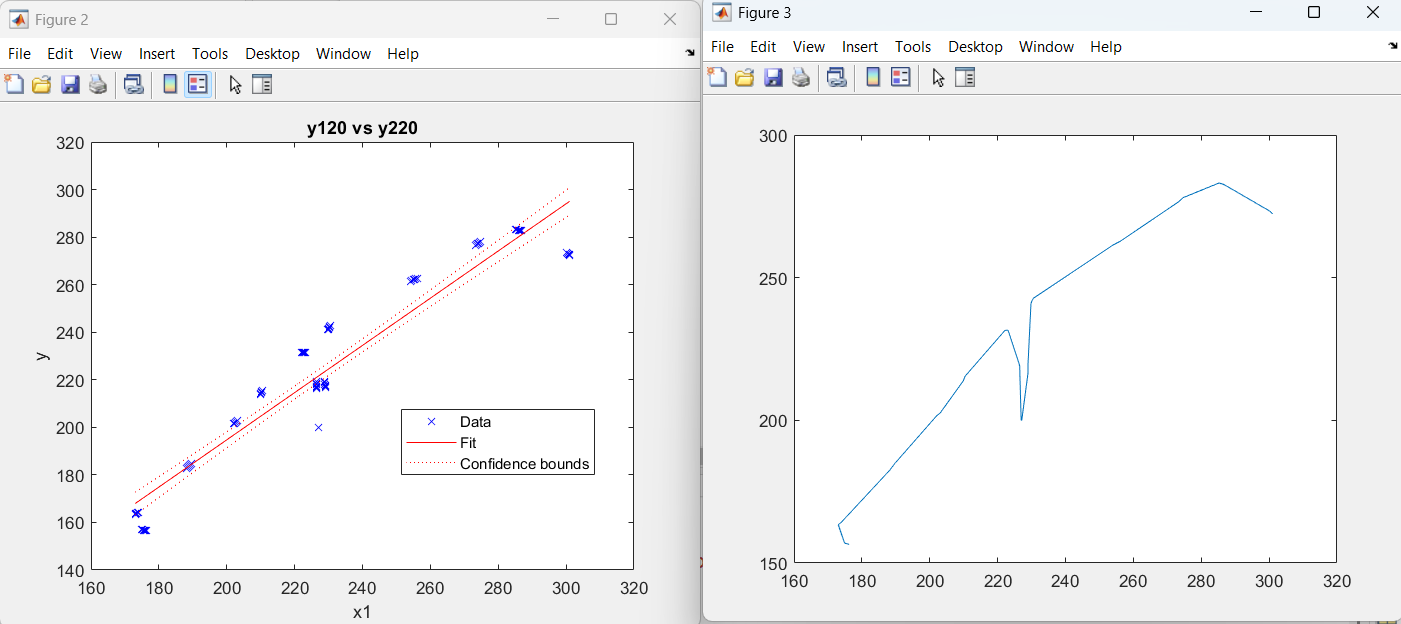 Figure 2
File Edit View Insert Tools Desktop Window Help
y120 vs y220
320
300
280
260
240
220
200
180
160
140
y
160 180 200 220 240 260 280 300 320
x1
Data
Fit
Confidence bounds
Figure 3
File Edit View Insert Tools Desktop Window Help
300
250
200
150
160 180 200 220 240 260 280 300 320